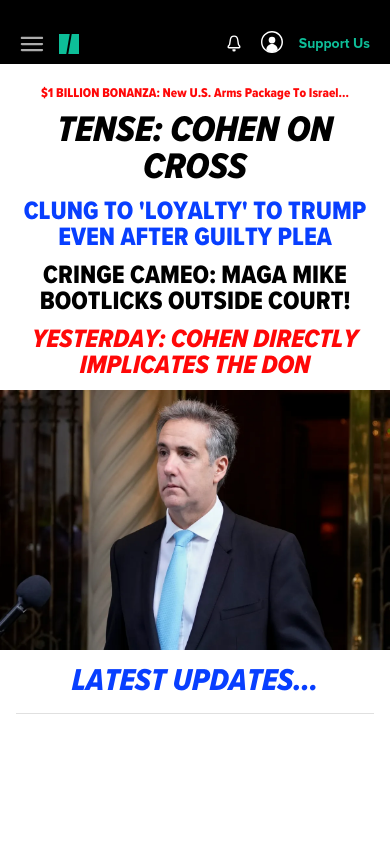 Support Us
$1 BILLION BONANZA: New U.S. Arms Package To Israel...
TENSE: COHEN ON
CROSS
CLUNG TO 'LOYALTY' TO TRUMP
EVEN AFTER GUILTY PLEA
CRINGE CAMEO: MAGA MIKE
BOOTLICKS OUTSIDE COURT!
YESTERDAY: COHEN DIRECTLY
IMPLICATES THE DON
LATEST UPDATES...